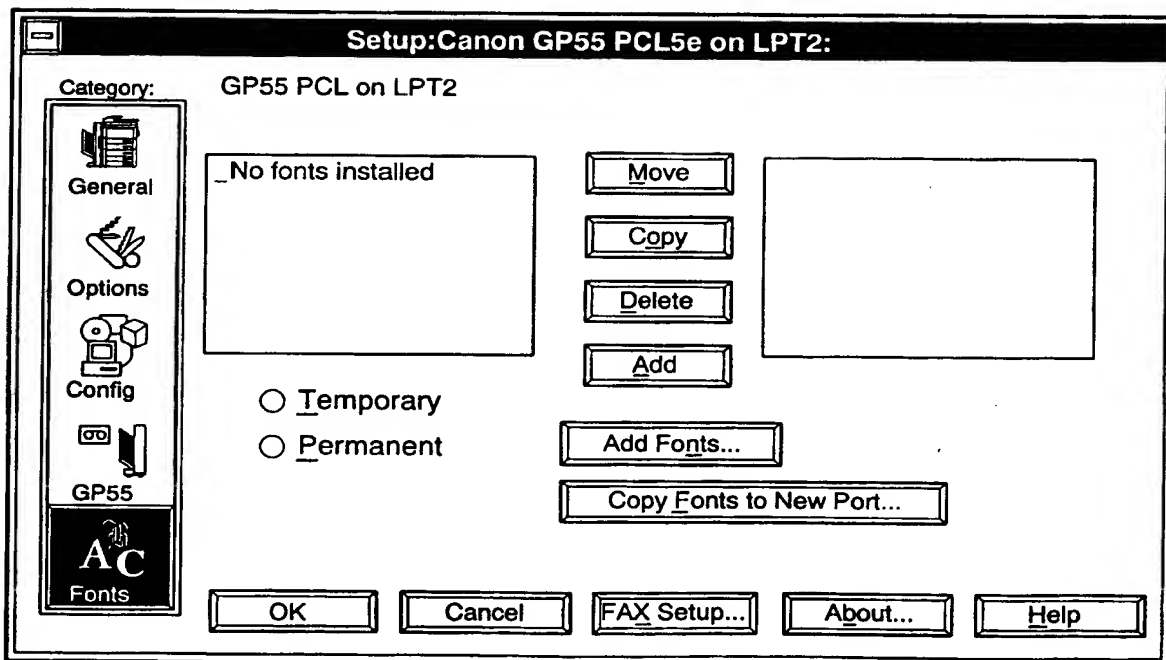 Setup:Canon GP55 PCL5e on LPT2:
Category:
GP55 PCL on LPT2
General
Options
Config
GP55
ABC
Fonts
_No fonts installed
Move
Copy
Delete
Add
Temporary
Permanent
Add Fonts...
Copy Fonts to New Port...
OK
Cancel
FAX Setup...
About...
Help